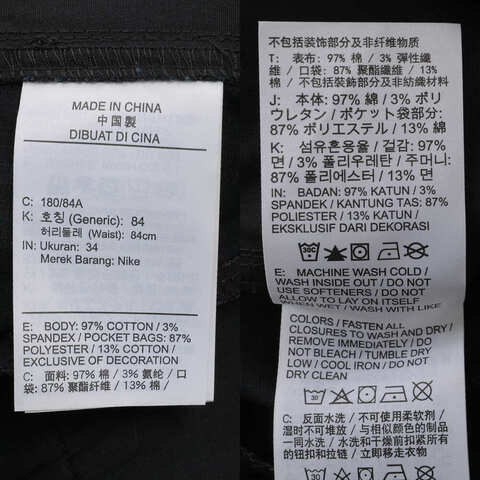 MADE IN CHINA
中国製
DIBUAT DI CINA
C: 180/84A
K: 호칭 (Generic): 84
허리둘레 (Waist): 84cm
IN: Ukuran: 34
Merek Barang: Nike
E: BODY: 97% COTTON / 3%
SPANDEX / POCKET BAGS: 87%
POLYESTER / 13% COTTON /
EXCLUSIVE OF DECORATION
C: 面料: 97% 棉 / 3% 氨纶 / 口
袋: 87% 聚酯纤维 / 13% 棉 /
不包括装饰部分及非纤维物质
T: 表布: 97% 棉 / 3% 彈性纖
維 / 口袋: 87% 聚酯纖維 / 13%
棉 / 不包括裝飾部分及非紡織材料
J: 本体: 97% 綿 / 3% ポリ
ウレタン / ポケット袋部分:
87% ポリエステル / 13% 綿
K: 섬유혼용율 / 겉감: 97%
면 / 3% 폴리우레탄 / 주머니:
87% 폴리에스터 / 13% 면
IN: BADAN: 97% KATUN / 3%
SPANDEK / KANTUNG TAS: 87%
POLIESTER / 13% KATUN /
EKSKLUSIF DARI DEKORASI
30
E: MACHINE WASH COLD /
WASH INSIDE OUT / DO NOT
USE SOFTENERS / DO NOT
ALLOW TO LAY ON ITSELF
WHEN WET / WASH WITH LIKE
COLORS / FASTEN ALL
CLOSURES TO WASH AND DRY /
REMOVE IMMEDIATELY / DO
NOT BLEACH / TUMBLE DRY
LOW / COOL IRON / DO NOT
DRY CLEAN
30
C: 反面水洗 / 不可使用柔软剂 /
湿时不可堆放 / 与相似颜色的制品
一同水洗 / 水洗和干燥前扣紧所有
的钮扣和拉链 / 立即移走衣物